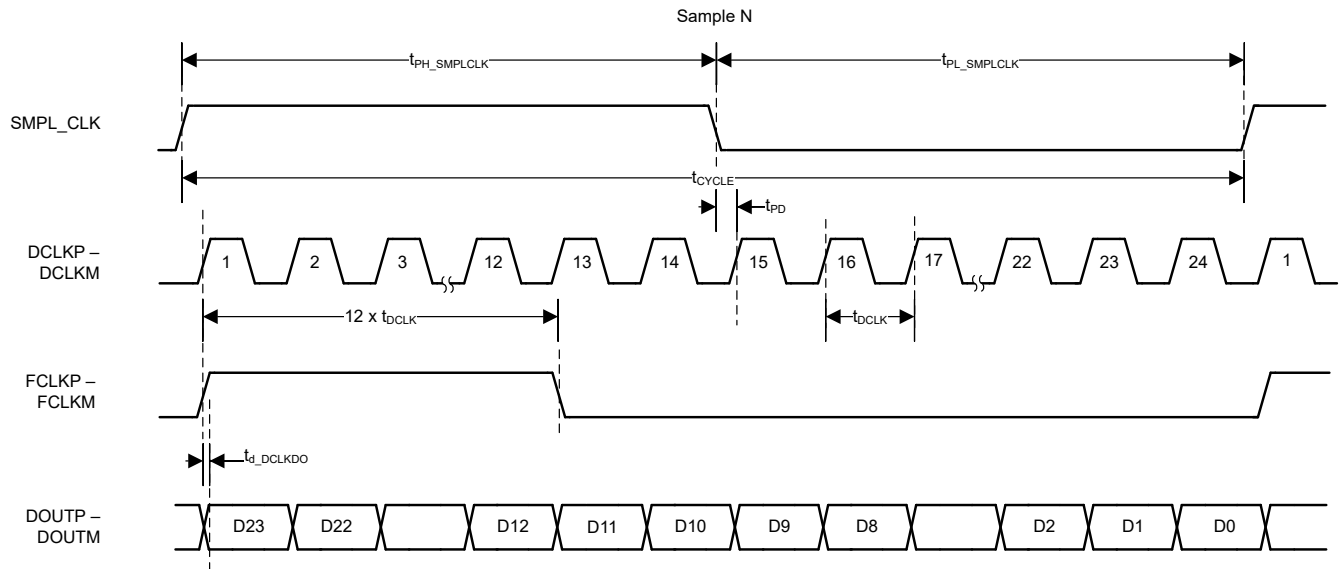 Sample N
tPH_SMPLCLK
tPL_SMPLCLK
SMPL_CLK
tCYCLE
tPD
DCLKP –
DCLKM
1 2 3 12 13 14 15 16 17 22 23 24 1
12 x tDCLK
tDCLK
FCLKP –
FCLKM
td_DCLKDO
DOUTP –
DOUTM
D23 D22 D12 D11 D10 D9 D8 D2 D1 D0